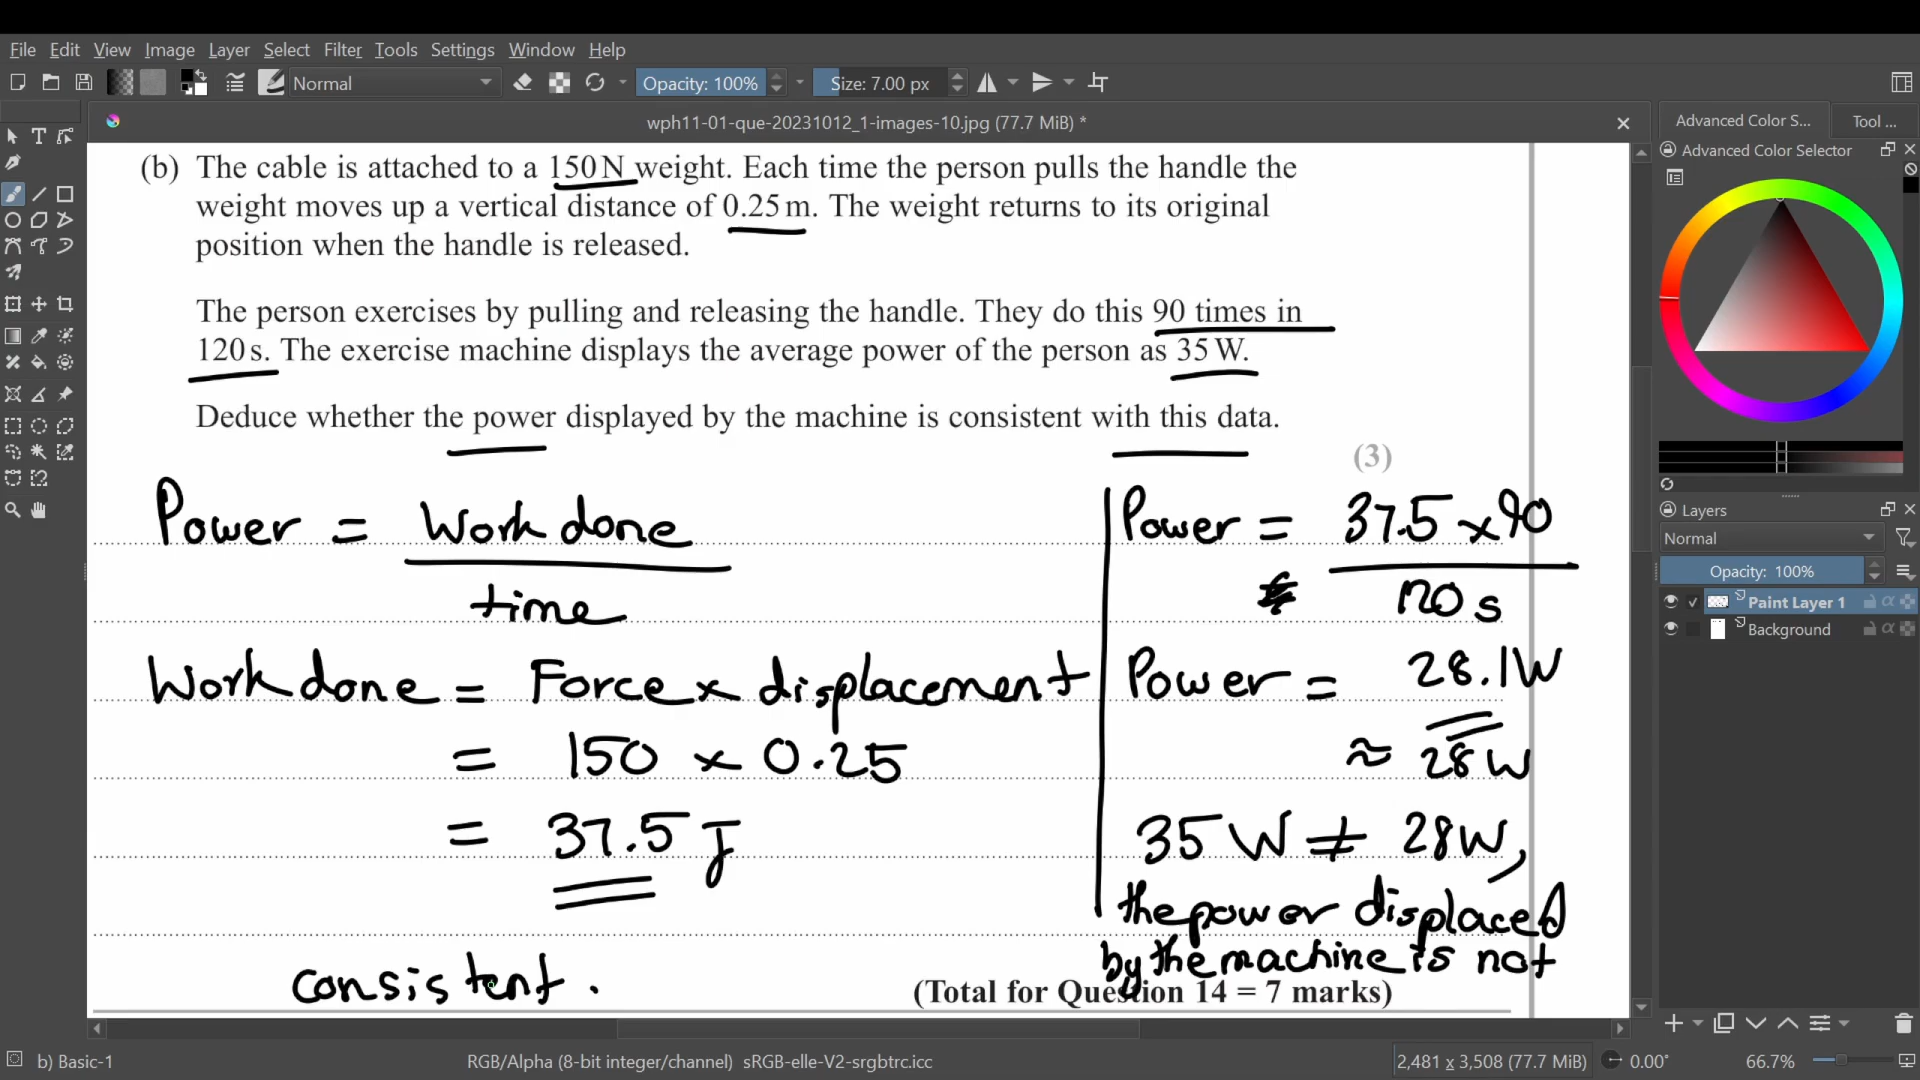 File Edit View Image Layer Select Filter Tools Settings Window Help
Normal Opacity: 100% Size: 7.00 px
wph11-01-que-20231012_1-images-10.jpg (77.7 MiB) *
Advanced Color S... Tool ...
Advanced Color Selector
(b) The cable is attached to a 150 N weight. Each time the person pulls the handle the
weight moves up a vertical distance of 0.25 m. The weight returns to its original
position when the handle is released.
The person exercises by pulling and releasing the handle. They do this 90 times in
120 s. The exercise machine displays the average power of the person as 35 W.
Deduce whether the power displayed by the machine is consistent with this data.
(3)
Power = Work done
time
Work done = Force x displacement
= 150 x 0.25
= 37.5 J
Power = 37.5 x 90
120 s
Power = 28.1W
≈ 28 W
35 W ≠ 28W,
the power displaced
by the machine is not
consistent.
(Total for Question 14 = 7 marks)
Layers
Normal
Opacity: 100%
Paint Layer 1
Background
b) Basic-1 RGB/Alpha (8-bit integer/channel) sRGB-elle-V2-srgbtrc.icc 2,481 x 3,508 (77.7 MiB) 0.00° 66.7%